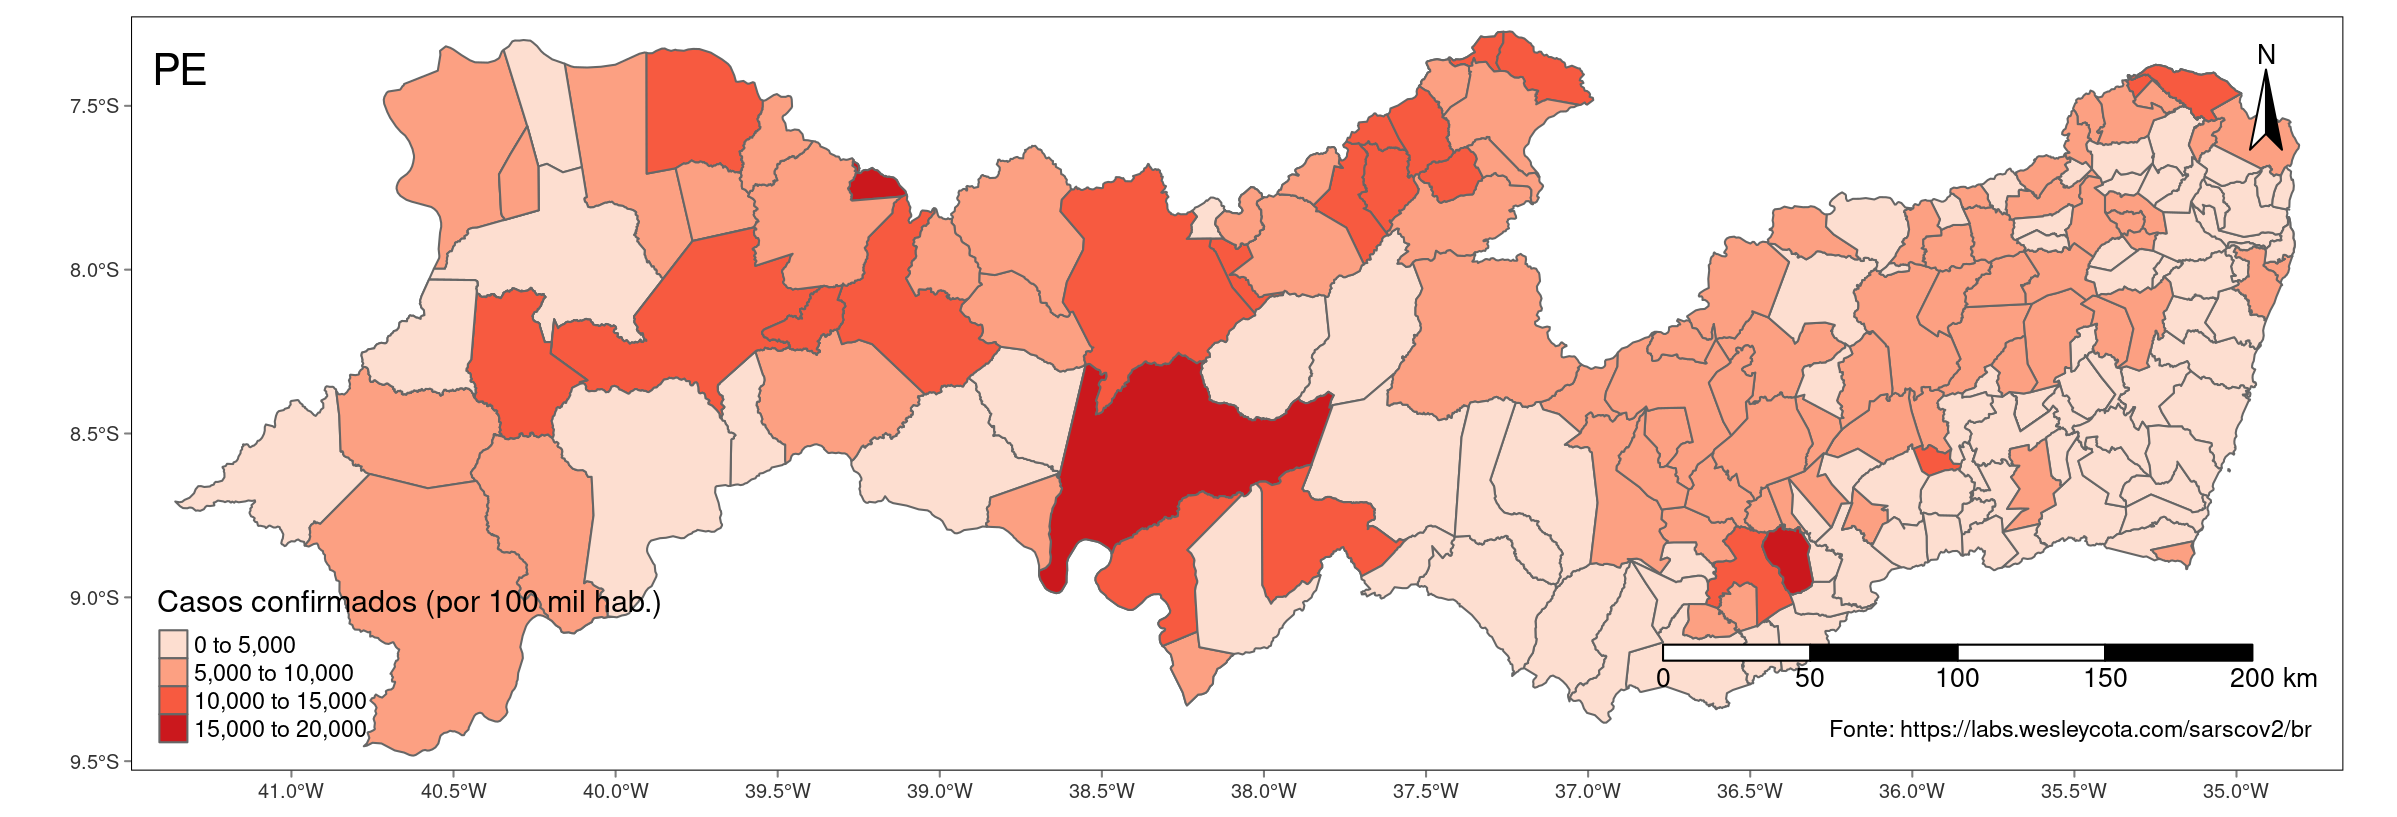 PE
N
7.5°S
8.0°S
8.5°S
9.0°S
9.5°S
Casos confirmados (por 100 mil hab.)
0 to 5,000
5,000 to 10,000
10,000 to 15,000
15,000 to 20,000
0 50 100 150 200 km
Fonte: https://labs.wesleycota.com/sarscov2/br
41.0°W 40.5°W 40.0°W 39.5°W 39.0°W 38.5°W 38.0°W 37.5°W 37.0°W 36.5°W 36.0°W 35.5°W 35.0°W